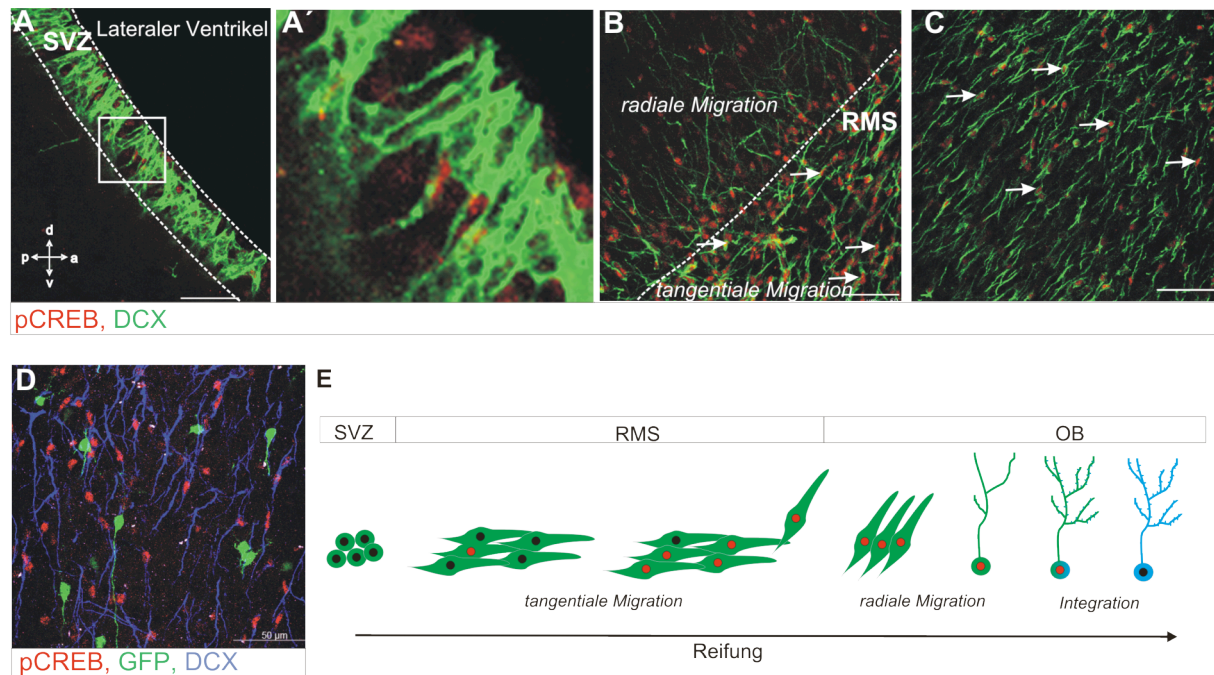 A
SVZ
Lateraler Ventrikel
d
p
a
v
A´
B
radiale Migration
RMS
tangentiale Migration
C
pCREB, DCX
D
50 µm
pCREB, GFP, DCX
E
SVZ
RMS
OB
tangentiale Migration
radiale Migration
Integration
Reifung